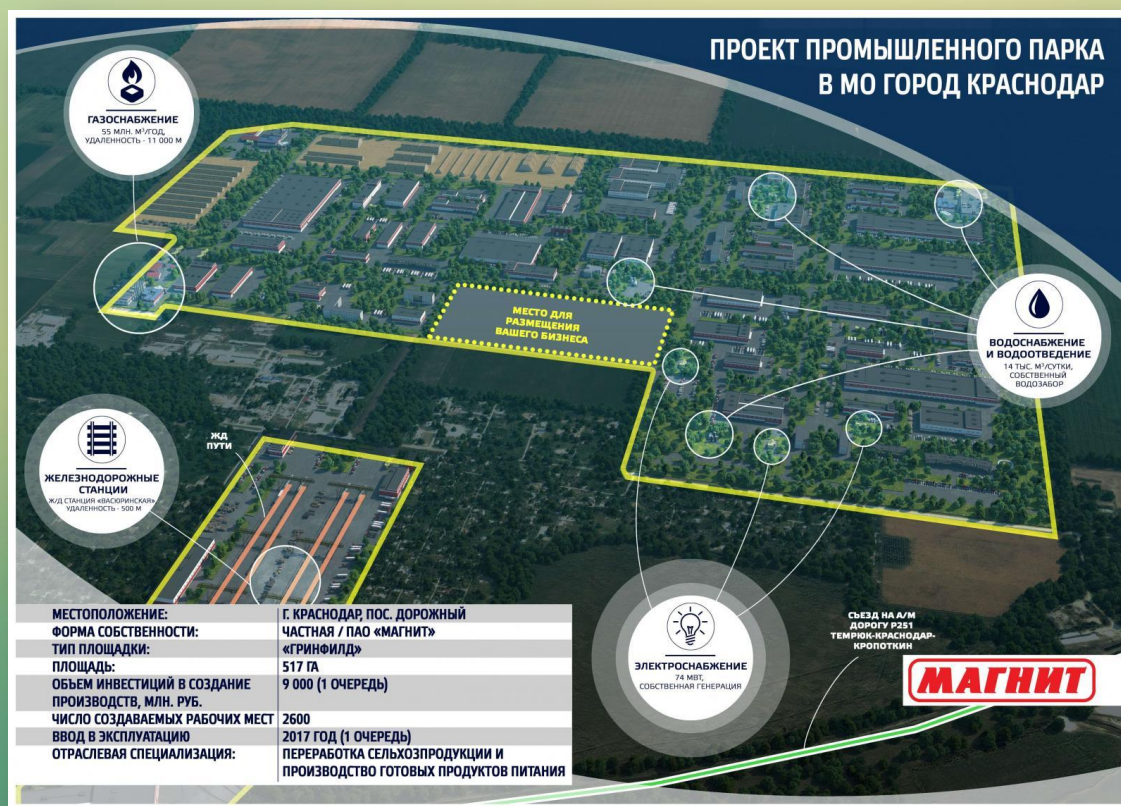 ПРОЕКТ ПРОМЫШЛЕННОГО ПАРКА
В МО ГОРОД КРАСНОДАР
ГАЗОСНАБЖЕНИЕ
55 МЛН. М³/ГОД,
УДАЛЕННОСТЬ - 11 000 М
МЕСТО ДЛЯ
РАЗМЕЩЕНИЯ
ВАШЕГО БИЗНЕСА
ВОДОСНАБЖЕНИЕ
И ВОДООТВЕДЕНИЕ
14 ТЫС. М³/СУТКИ,
СОБСТВЕННЫЙ
ВОДОЗАБОР
ЖД
ПУТИ
ЖЕЛЕЗНОДОРОЖНЫЕ
СТАНЦИИ
Ж/Д СТАНЦИЯ «ВАСЮРИНСКАЯ»
УДАЛЕННОСТЬ - 500 М
ЭЛЕКТРОСНАБЖЕНИЕ
74 МВТ,
СОБСТВЕННАЯ ГЕНЕРАЦИЯ
СЪЕЗД НА А/М
ДОРОГУ Р251
ТЕМРЮК-КРАСНОДАР-
КРОПОТКИН
МАГНИТ
МЕСТОПОЛОЖЕНИЕ: Г. КРАСНОДАР, ПОС. ДОРОЖНЫЙ
ФОРМА СОБСТВЕННОСТИ: ЧАСТНАЯ / ПАО «МАГНИТ»
ТИП ПЛОЩАДКИ: «ГРИНФИЛД»
ПЛОЩАДЬ: 517 ГА
ОБЪЕМ ИНВЕСТИЦИЙ В СОЗДАНИЕ 9 000 (1 ОЧЕРЕДЬ)
ПРОИЗВОДСТВ, МЛН. РУБ.
ЧИСЛО СОЗДАВАЕМЫХ РАБОЧИХ МЕСТ 2600
ВВОД В ЭКСПЛУАТАЦИЮ 2017 ГОД (1 ОЧЕРЕДЬ)
ОТРАСЛЕВАЯ СПЕЦИАЛИЗАЦИЯ: ПЕРЕРАБОТКА СЕЛЬХОЗПРОДУКЦИИ И
ПРОИЗВОДСТВО ГОТОВЫХ ПРОДУКТОВ ПИТАНИЯ